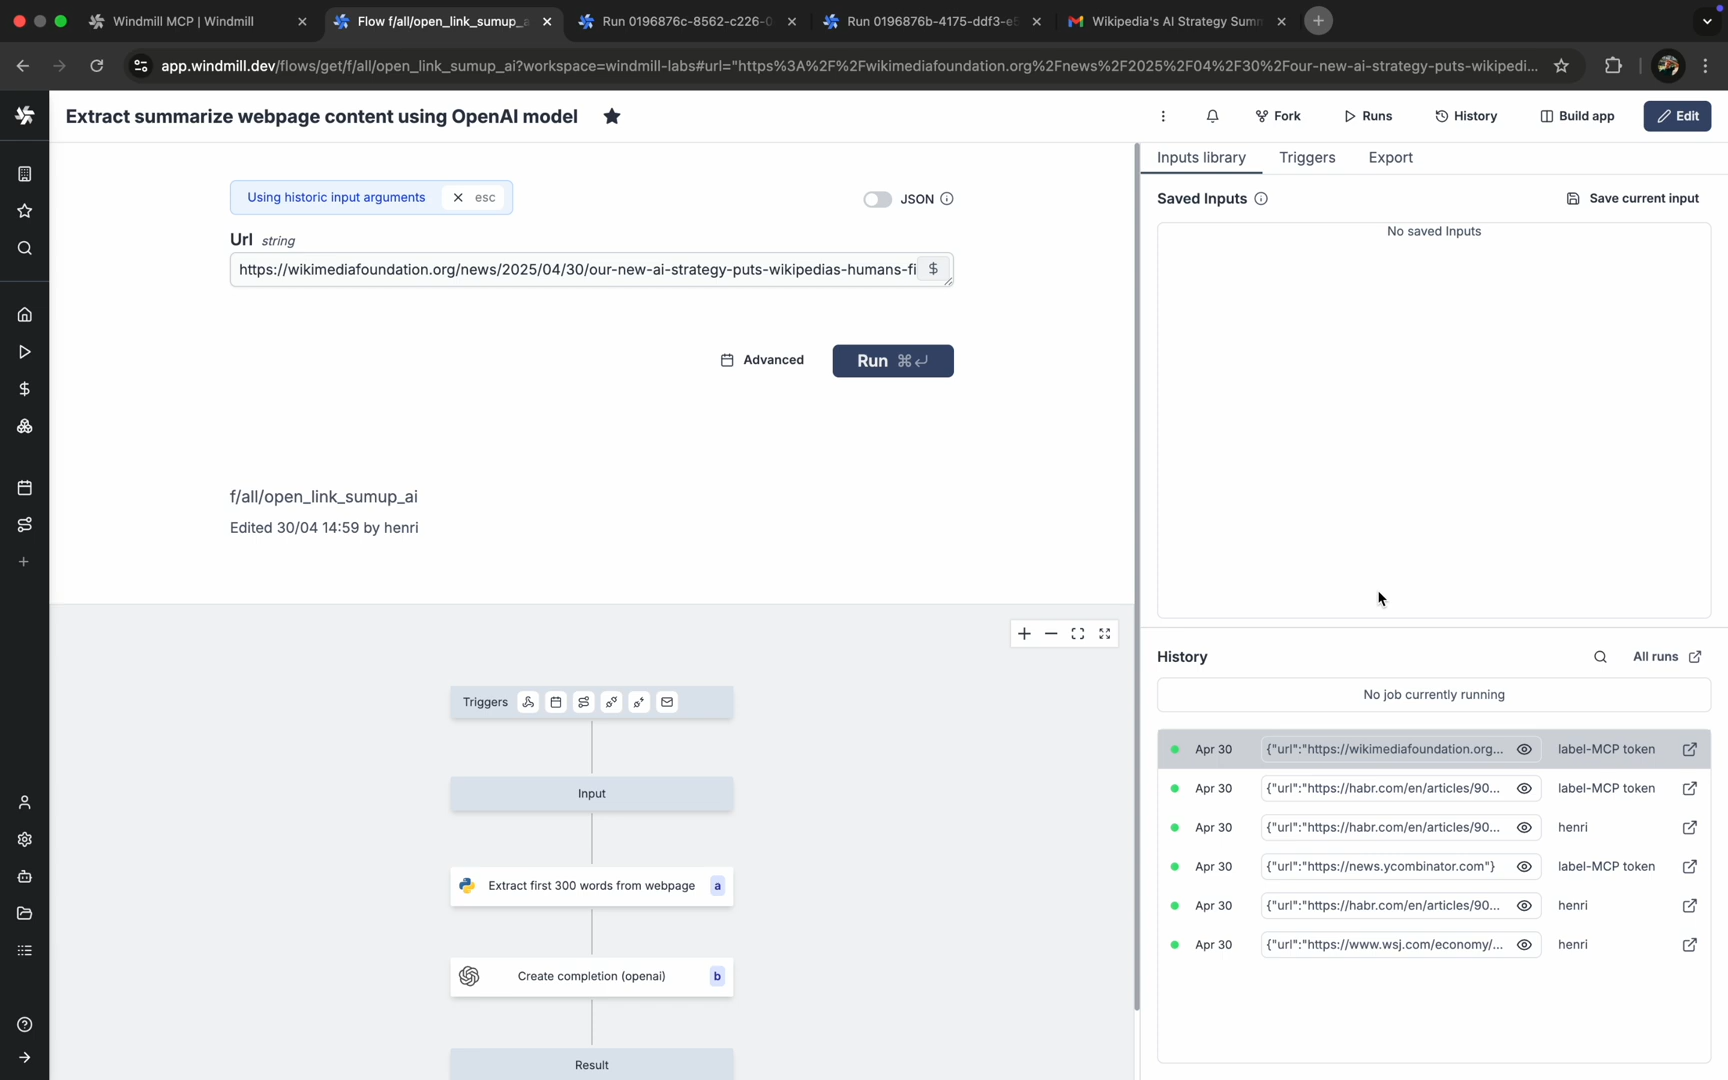 Windmill MCP | Windmill
Flow f/all/open_link_sumup_a
Run 0196876c-8562-c226-0
Run 0196876b-4175-ddf3-e5
Wikipedia's AI Strategy Summ
app.windmill.dev/flows/get/f/all/open_link_sumup_ai?workspace=windmill-labs#url="https%3A%2F%2Fwikimediafoundation.org%2Fnews%2F2025%2F04%2F30%2Four-new-ai-strategy-puts-wikipedi...
Extract summarize webpage content using OpenAI model
Fork
Runs
History
Build app
Edit
Using historic input arguments
esc
JSON
Url string
https://wikimediafoundation.org/news/2025/04/30/our-new-ai-strategy-puts-wikipedias-humans-fi
$
Advanced
Run ⌘↵
f/all/open_link_sumup_ai
Edited 30/04 14:59 by henri
Triggers
Input
Extract first 300 words from webpage
a
Create completion (openai)
b
Result
Inputs library
Triggers
Export
Saved Inputs
Save current input
No saved Inputs
History
All runs
No job currently running
Apr 30 {"url":"https://wikimediafoundation.org... label-MCP token
Apr 30 {"url":"https://habr.com/en/articles/90... label-MCP token
Apr 30 {"url":"https://habr.com/en/articles/90... henri
Apr 30 {"url":"https://news.ycombinator.com"} label-MCP token
Apr 30 {"url":"https://habr.com/en/articles/90... henri
Apr 30 {"url":"https://www.wsj.com/economy/... henri